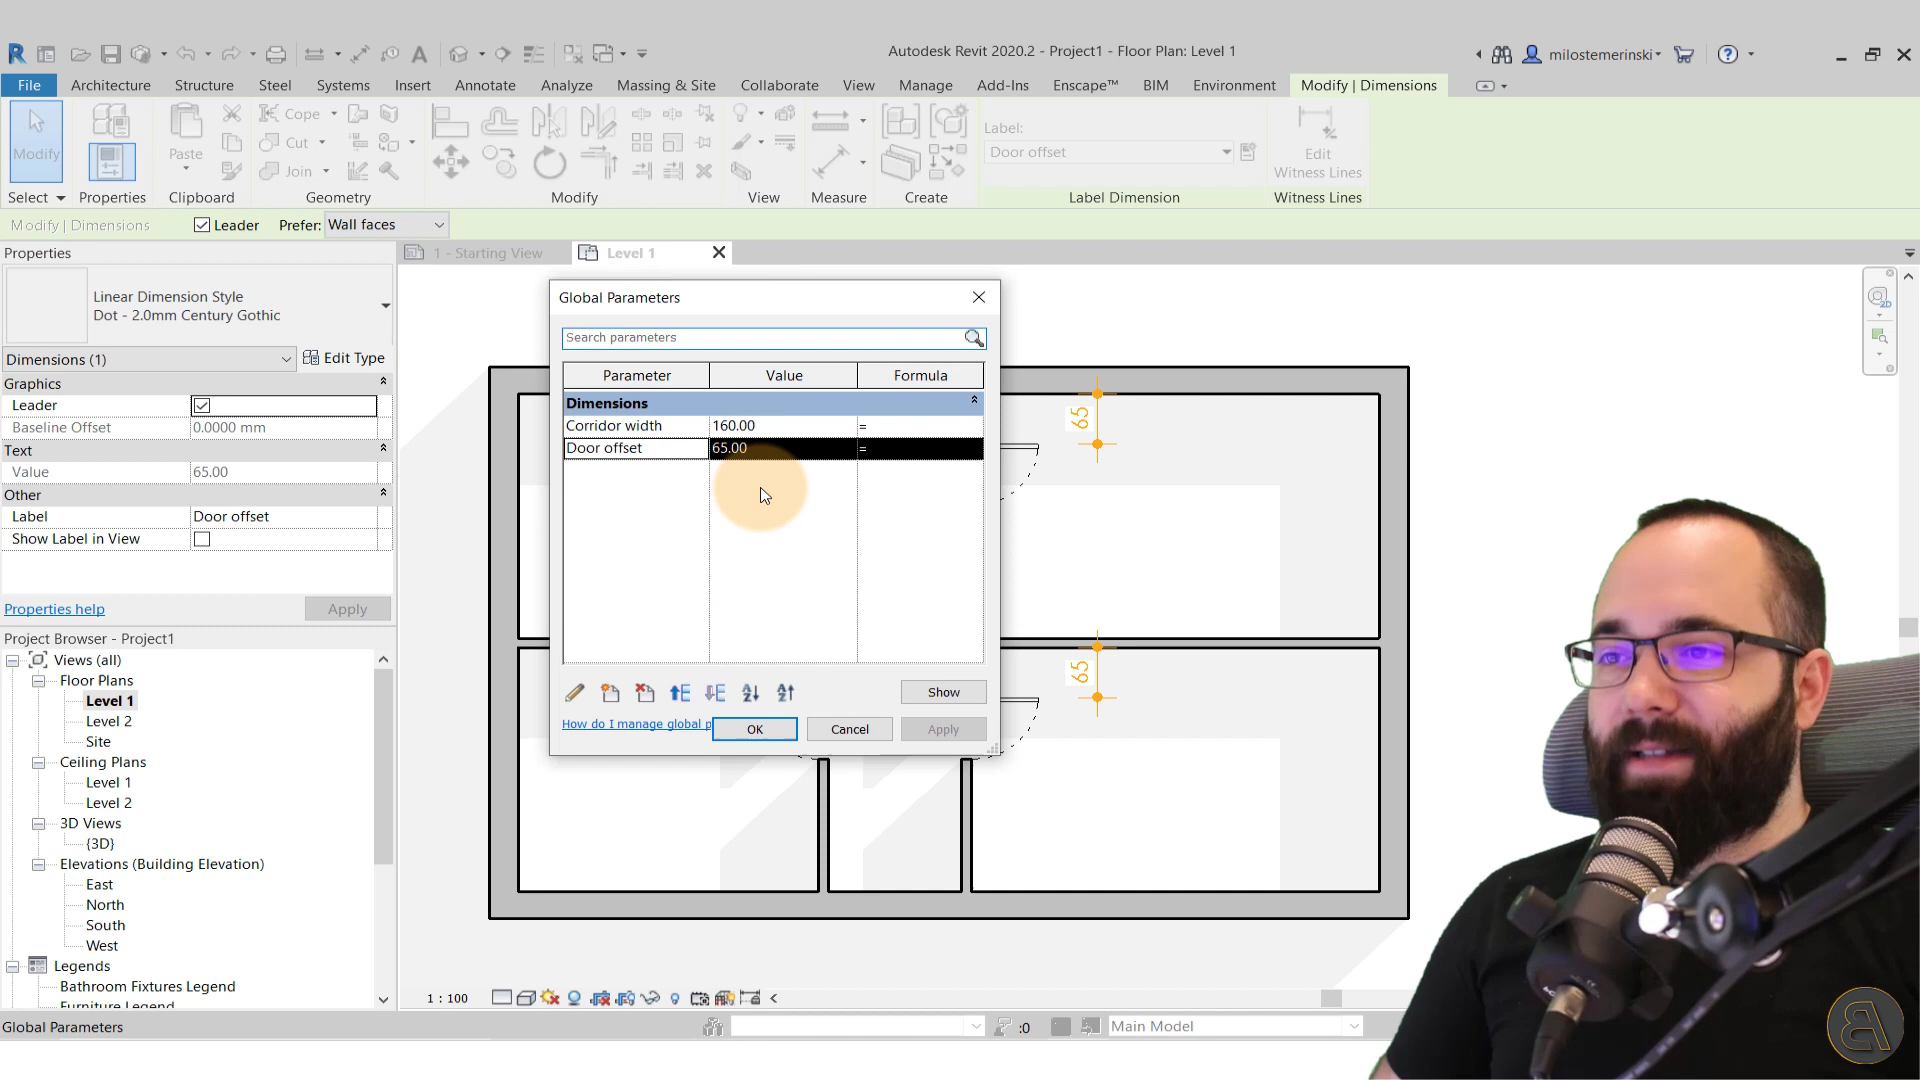 Autodesk Revit 2020.2 - Project1 - Floor Plan: Level 1
milostemerinski
File
Architecture
Structure
Steel
Systems
Insert
Annotate
Analyze
Massing & Site
Collaborate
View
Manage
Add-Ins
Enscape™
BIM
Environment
Modify | Dimensions
Modify
Paste
Cope
Cut
Join
Label:
Door offset
Edit
Witness Lines
Select
Properties
Clipboard
Geometry
Modify
View
Measure
Create
Label Dimension
Witness Lines
Modify | Dimensions
Leader
Prefer:
Wall faces
Properties
1 - Starting View
Level 1
Linear Dimension Style
Dot - 2.0mm Century Gothic
Dimensions (1)
Edit Type
Graphics
Leader
Baseline Offset
0.0000 mm
Text
Value
65.00
Other
Label
Door offset
Show Label in View
Properties help
Apply
Project Browser - Project1
Views (all)
Floor Plans
Level 1
Level 2
Site
Ceiling Plans
Level 1
Level 2
3D Views
{3D}
Elevations (Building Elevation)
East
North
South
West
Legends
Bathroom Fixtures Legend
Furniture Legend
Global Parameters
Search parameters
Parameter
Value
Formula
Dimensions
Corridor width
160.00
=
Door offset
65.00
=
Show
How do I manage global p
OK
Cancel
Apply
65
65
1 : 100
Global Parameters
:0
Main Model